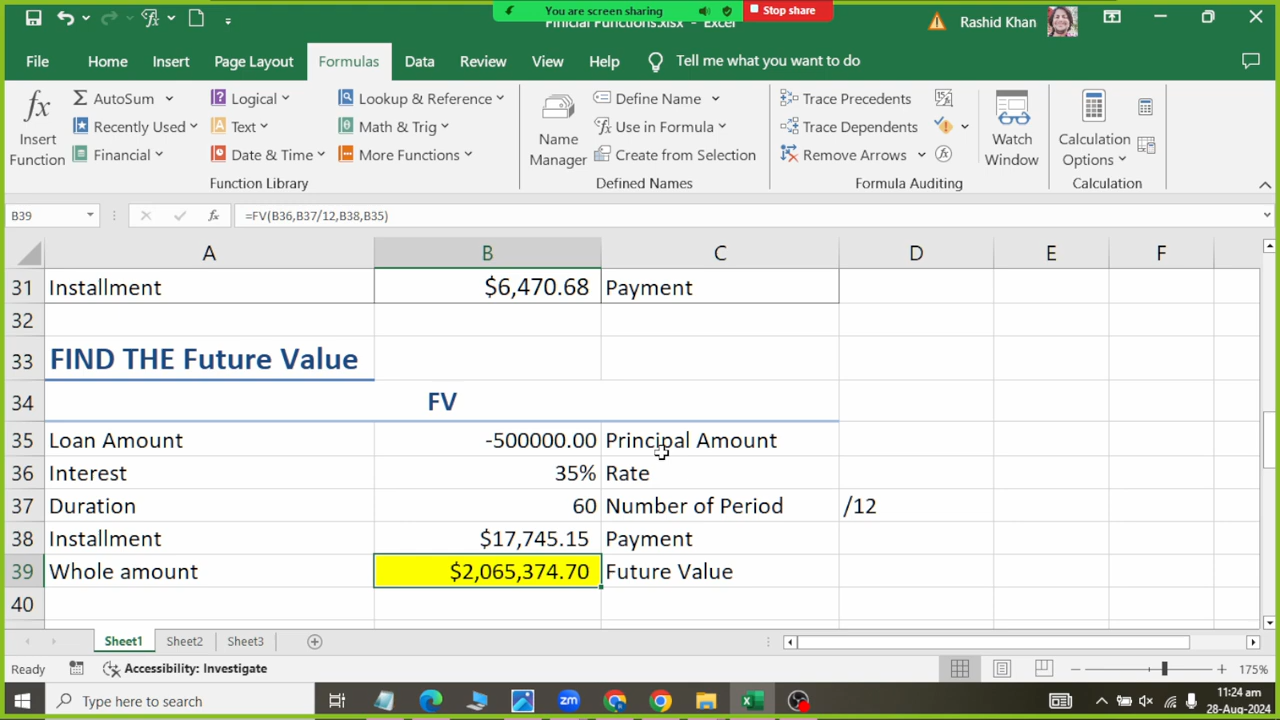 You are screen sharing
Stop share
Finicial Functions.xlsx - Excel
Rashid Khan
File Home Insert Page Layout Formulas Data Review View Help Tell me what you want to do
fx Insert Function
AutoSum
Recently Used
Financial
Logical
Text
Date & Time
Lookup & Reference
Math & Trig
More Functions
Function Library
Name Manager
Define Name
Use in Formula
Create from Selection
Defined Names
Trace Precedents
Trace Dependents
Remove Arrows
Formula Auditing
Watch Window
Calculation Options
Calculation
B39 fx =FV(B36,B37/12,B38,B35)
A B C D E F
31 Installment $6,470.68 Payment
32
33 FIND THE Future Value
34 FV
35 Loan Amount -500000.00 Principal Amount
36 Interest 35% Rate
37 Duration 60 Number of Period /12
38 Installment $17,745.15 Payment
39 Whole amount $2,065,374.70 Future Value
40
Sheet1 Sheet2 Sheet3
Ready Accessibility: Investigate 175%
Type here to search
zm
11:24 am
28-Aug-2024